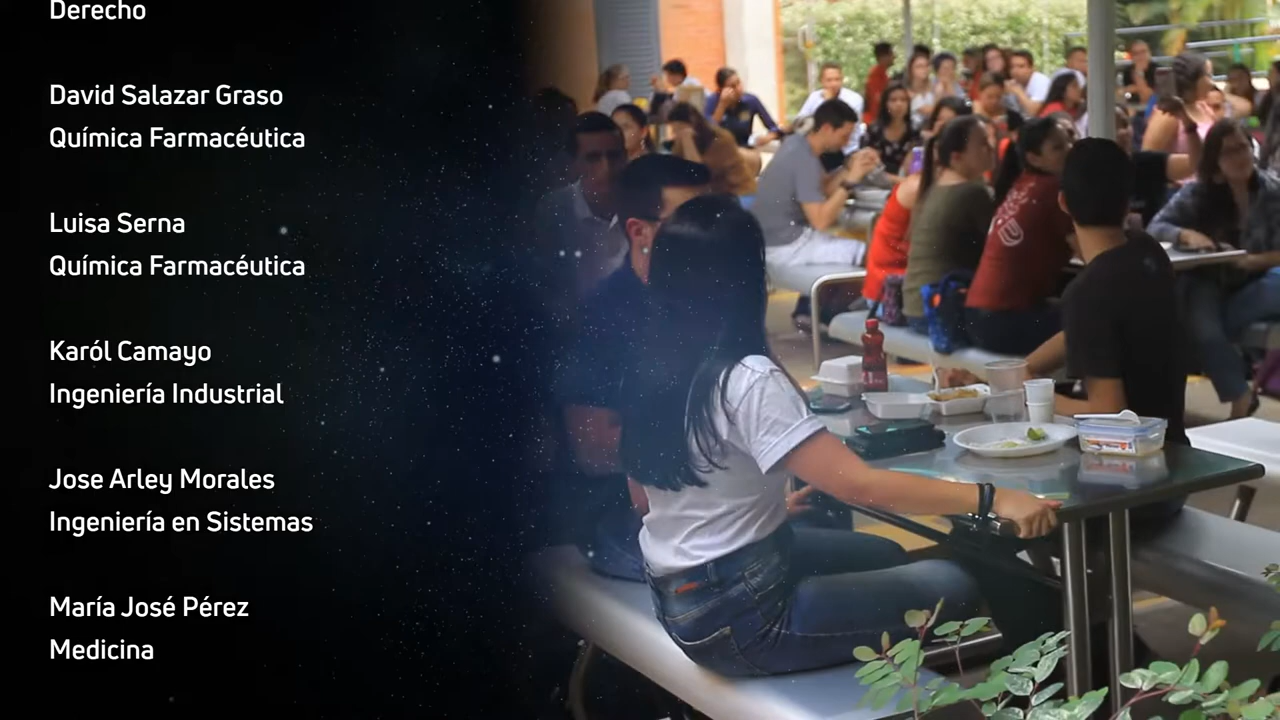 Derecho
David Salazar Graso
Química Farmacéutica
Luisa Serna
Química Farmacéutica
Karól Camayo
Ingeniería Industrial
Jose Arley Morales
Ingeniería en Sistemas
María José Pérez
Medicina